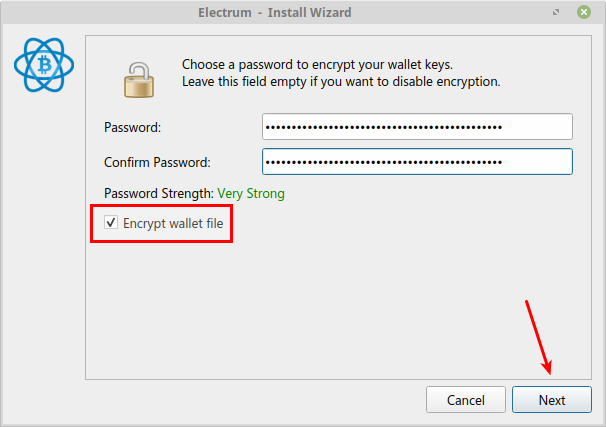 Electrum - Install Wizard
Choose a password to encrypt your wallet keys.
Leave this field empty if you want to disable encryption.
Password:
Confirm Password:
Password Strength: Very Strong
Encrypt wallet file
Cancel
Next